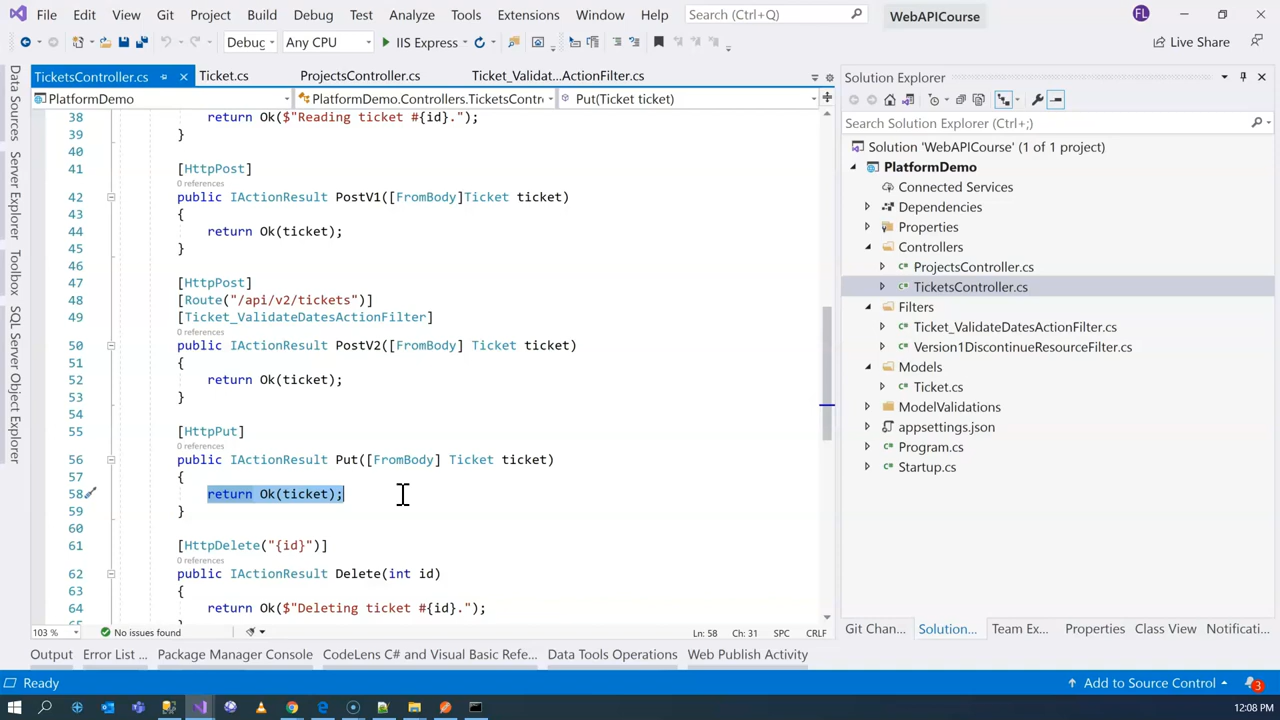 File Edit View Git Project Build Debug Test Analyze Tools Extensions Window Help Search (Ctrl+Q) WebAPICourse FL
Debug Any CPU IIS Express Live Share
TicketsController.cs Ticket.cs ProjectsController.cs Ticket_Validat...ActionFilter.cs
PlatformDemo PlatformDemo.Controllers.TicketsContr Put(Ticket ticket)
Data Sources
Server Explorer
Toolbox
SQL Server Object Explorer
38 return Ok($"Reading ticket #{id}.");
39 }
40
41 [HttpPost]
0 references
42 public IActionResult PostV1([FromBody]Ticket ticket)
43 {
44 return Ok(ticket);
45 }
46
47 [HttpPost]
48 [Route("/api/v2/tickets")]
49 [Ticket_ValidateDatesActionFilter]
0 references
50 public IActionResult PostV2([FromBody] Ticket ticket)
51 {
52 return Ok(ticket);
53 }
54
55 [HttpPut]
0 references
56 public IActionResult Put([FromBody] Ticket ticket)
57 {
58 return Ok(ticket);
59 }
60
61 [HttpDelete("{id}")]
0 references
62 public IActionResult Delete(int id)
63 {
64 return Ok($"Deleting ticket #{id}.");
103 % No issues found Ln: 58 Ch: 31 SPC CRLF
Solution Explorer
Search Solution Explorer (Ctrl+;)
Solution 'WebAPICourse' (1 of 1 project)
PlatformDemo
Connected Services
Dependencies
Properties
Controllers
ProjectsController.cs
TicketsController.cs
Filters
Ticket_ValidateDatesActionFilter.cs
Version1DiscontinueResourceFilter.cs
Models
Ticket.cs
ModelValidations
appsettings.json
Program.cs
Startup.cs
Git Chan... Solution... Team Ex... Properties Class View Notificati...
Output Error List ... Package Manager Console CodeLens C# and Visual Basic Refe... Data Tools Operations Web Publish Activity
Ready Add to Source Control 3
12:08 PM